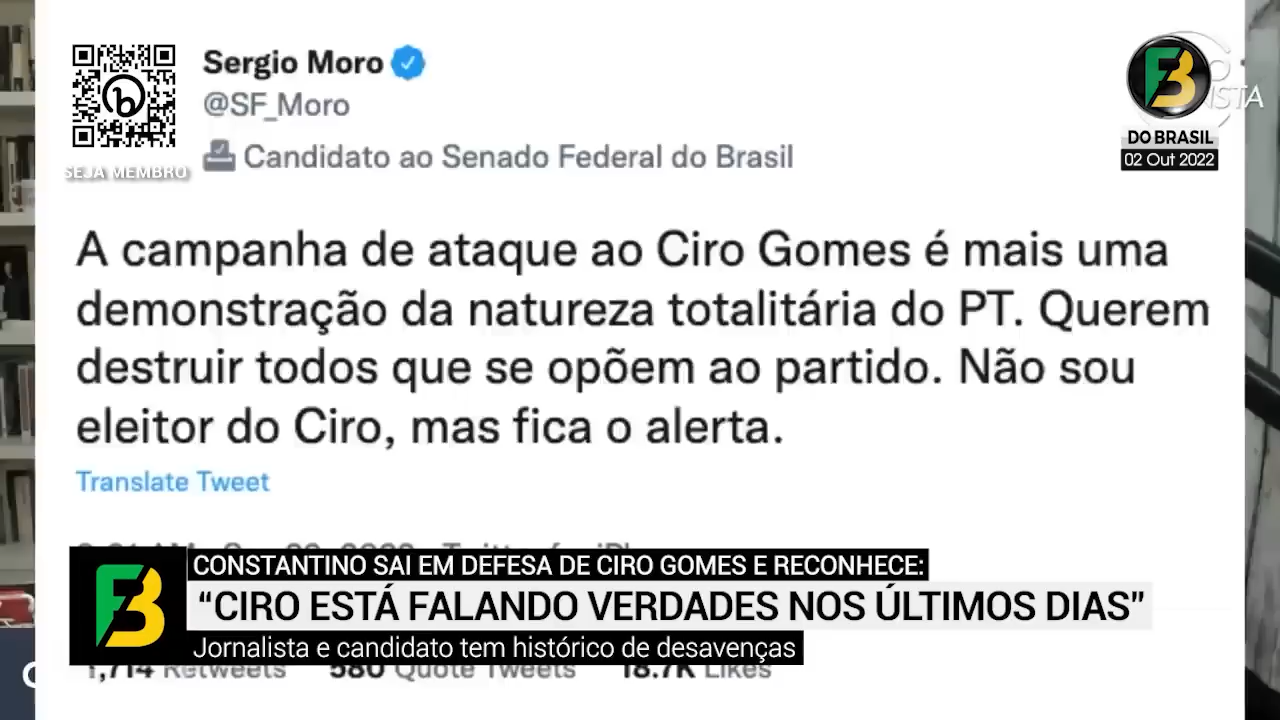 Sergio Moro
@SF_Moro
Candidato ao Senado Federal do Brasil
SEJA MEMBRO
FB
DO BRASIL
02 Out 2022
A campanha de ataque ao Ciro Gomes é mais uma
demonstração da natureza totalitária do PT. Querem
destruir todos que se opõem ao partido. Não sou
eleitor do Ciro, mas fica o alerta.
Translate Tweet
FB
CONSTANTINO SAI EM DEFESA DE CIRO GOMES E RECONHECE:
“CIRO ESTÁ FALANDO VERDADES NOS ÚLTIMOS DIAS”
Jornalista e candidato tem histórico de desavenças
1,714 Retweets 580 Quote Tweets 18.7K Likes